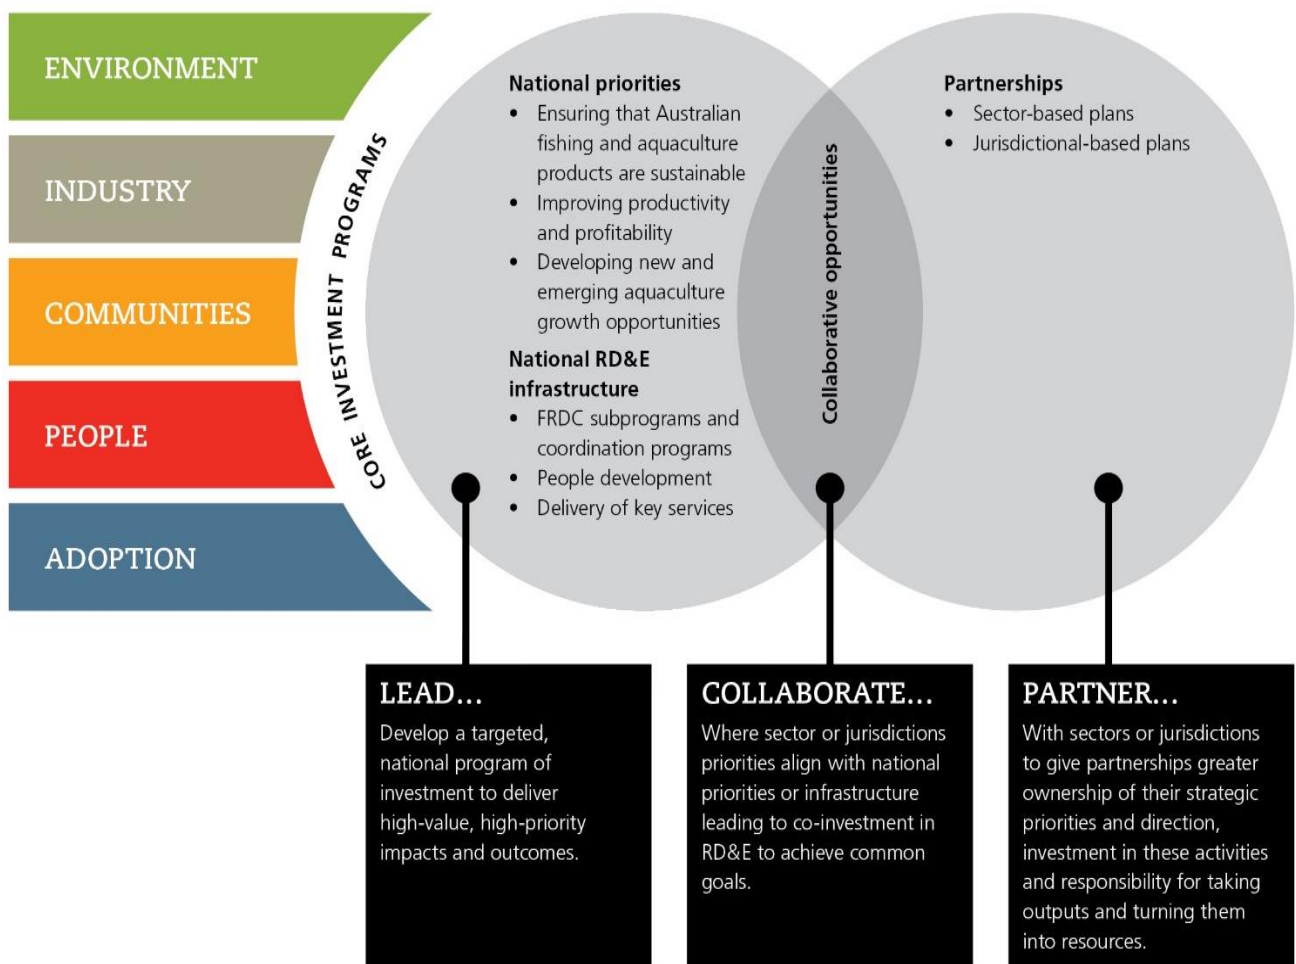 ENVIRONMENT
INDUSTRY
COMMUNITIES
PEOPLE
ADOPTION
CORE INVESTMENT PROGRAMS
National priorities
• Ensuring that Australian
fishing and aquaculture
products are sustainable
• Improving productivity
and profitability
• Developing new and
emerging aquaculture
growth opportunities
National RD&E
infrastructure
• FRDC subprograms and
coordination programs
• People development
• Delivery of key services
Collaborative opportunities
Partnerships
• Sector-based plans
• Jurisdictional-based plans
LEAD...
Develop a targeted,
national program of
investment to deliver
high-value, high-priority
impacts and outcomes.
COLLABORATE...
Where sector or jurisdictions
priorities align with national
priorities or infrastructure
leading to co-investment in
RD&E to achieve common
goals.
PARTNER...
With sectors or jurisdictions
to give partnerships greater
ownership of their strategic
priorities and direction,
investment in these activities
and responsibility for taking
outputs and turning them
into resources.